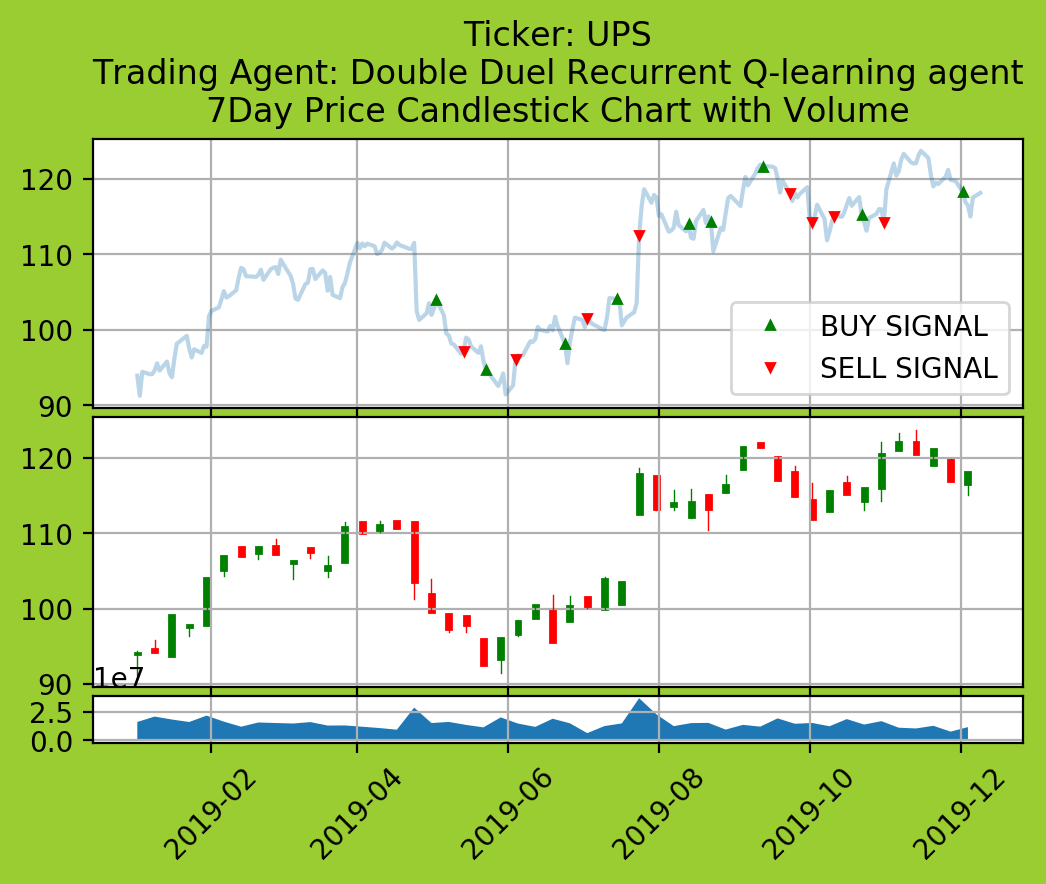 Ticker: UPS
Trading Agent: Double Duel Recurrent Q-learning agent
7Day Price Candlestick Chart with Volume
120
110
100
90
BUY SIGNAL
SELL SIGNAL
120
110
100
90
1e7
2.5
0.0
2019-02
2019-04
2019-06
2019-08
2019-10
2019-12